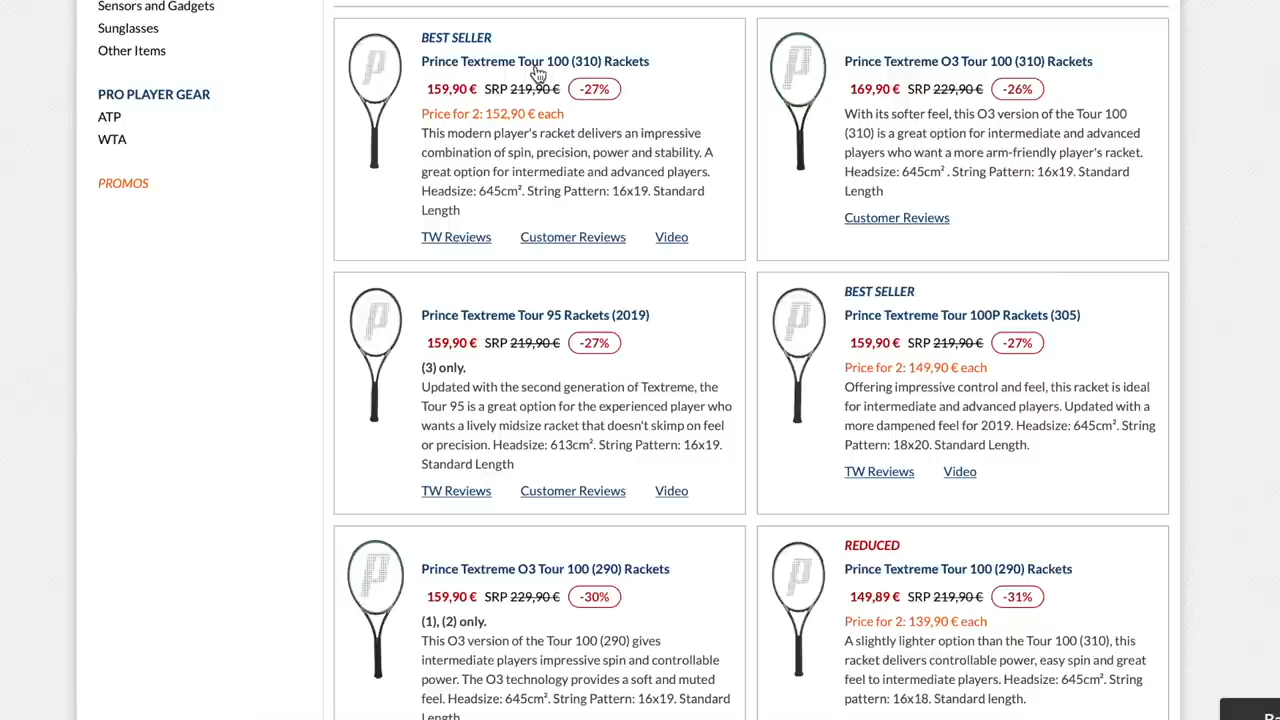 Sensors and Gadgets
Sunglasses
Other Items
PRO PLAYER GEAR
ATP
WTA
PROMOS
BEST SELLER
Prince Textreme Tour 100 (310) Rackets
159,90 € SRP 219,90 € -27%
Price for 2: 152,90 € each
This modern player's racket delivers an impressive
combination of spin, precision, power and stability. A
great option for intermediate and advanced players.
Headsize: 645cm². String Pattern: 16x19. Standard
Length
TW Reviews Customer Reviews Video
Prince Textreme O3 Tour 100 (310) Rackets
169,90 € SRP 229,90 € -26%
With its softer feel, this O3 version of the Tour 100
(310) is a great option for intermediate and advanced
players who want a more arm-friendly player's racket.
Headsize: 645cm² . String Pattern: 16x19. Standard
Length
Customer Reviews
Prince Textreme Tour 95 Rackets (2019)
159,90 € SRP 219,90 € -27%
(3) only.
Updated with the second generation of Textreme, the
Tour 95 is a great option for the experienced player who
wants a lively midsize racket that doesn't skimp on feel
or precision. Headsize: 613cm². String Pattern: 16x19.
Standard Length
TW Reviews Customer Reviews Video
BEST SELLER
Prince Textreme Tour 100P Rackets (305)
159,90 € SRP 219,90 € -27%
Price for 2: 149,90 € each
Offering impressive control and feel, this racket is ideal
for intermediate and advanced players. Updated with a
more dampened feel for 2019. Headsize: 645cm². String
Pattern: 18x20. Standard Length.
TW Reviews Video
Prince Textreme O3 Tour 100 (290) Rackets
159,90 € SRP 229,90 € -30%
(1), (2) only.
This O3 version of the Tour 100 (290) gives
intermediate players impressive spin and controllable
power. The O3 technology provides a soft and muted
feel. Headsize: 645cm². String Pattern: 16x19. Standard
Length
REDUCED
Prince Textreme Tour 100 (290) Rackets
149,89 € SRP 219,90 € -31%
Price for 2: 139,90 € each
A slightly lighter option than the Tour 100 (310), this
racket delivers controllable power, easy spin and great
feel to intermediate players. Headsize: 645cm². String
pattern: 16x18. Standard length.